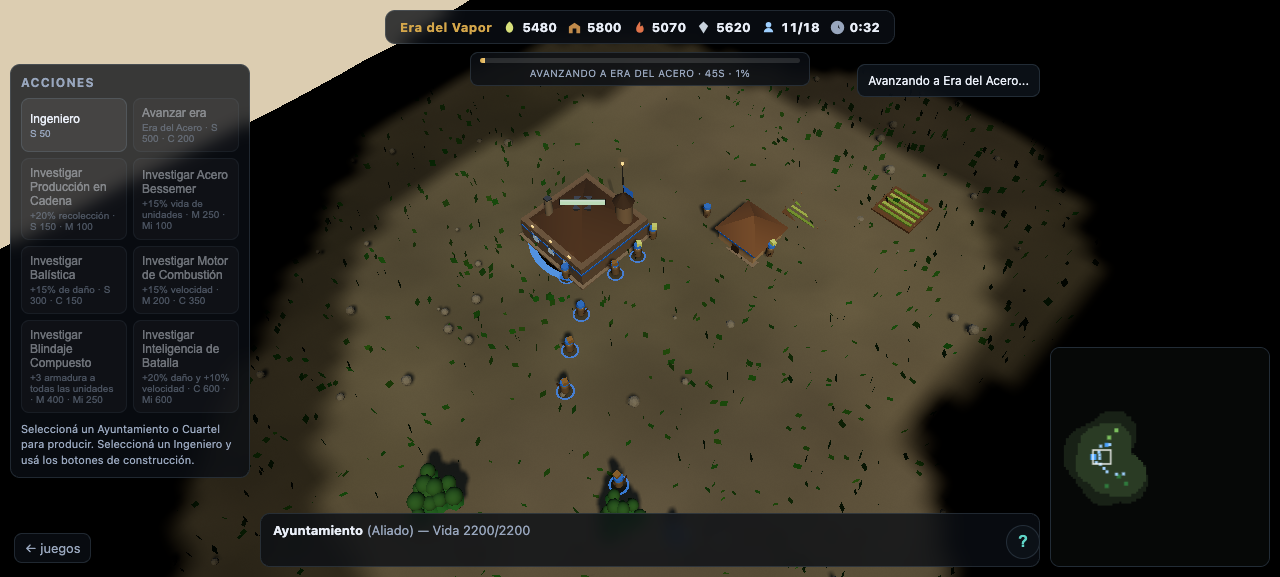 Era del Vapor 5480 5800 5070 5620 11/18 0:32
AVANZANDO A ERA DEL ACERO · 45S · 1%
Avanzando a Era del Acero...
ACCIONES
Ingeniero
S 50
Avanzar era
Era del Acero · S
500 · C 200
Investigar
Producción en
Cadena
+20% recolección ·
S 150 · M 100
Investigar Acero
Bessemer
+15% vida de
unidades · M 250 ·
Mi 100
Investigar
Balística
+15% de daño · S
300 · C 150
Investigar Motor
de Combustión
+15% velocidad ·
M 200 · C 350
Investigar
Blindaje
Compuesto
+3 armadura a
todas las unidades
· M 400 · Mi 250
Investigar
Inteligencia de
Batalla
+20% daño y +10%
velocidad · C 600 ·
Mi 600
Seleccioná un Ayuntamiento o Cuartel
para producir. Seleccioná un Ingeniero y
usá los botones de construcción.
← juegos
Ayuntamiento (Aliado) — Vida 2200/2200
?